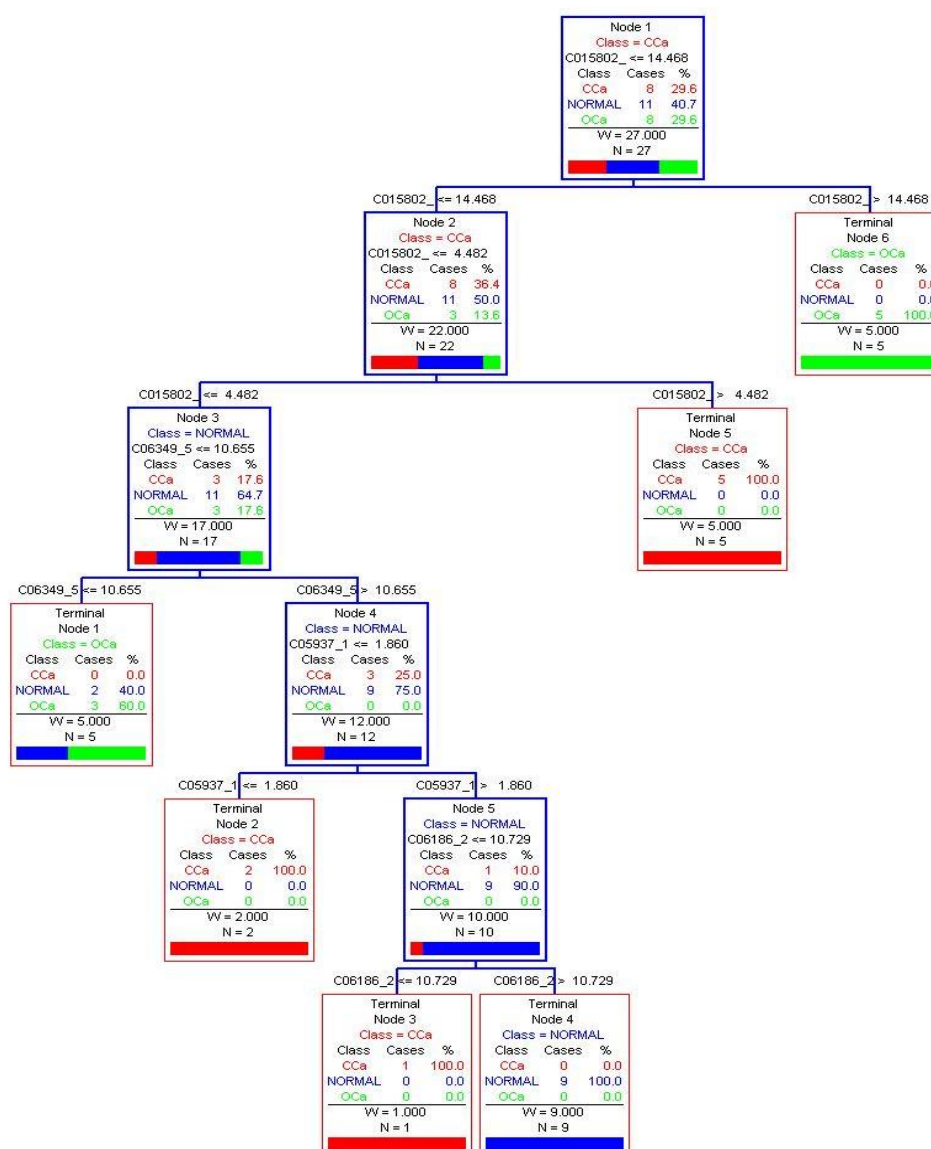 Node 1
Class = CCa
C015802_ <= 14.468
Class Cases %
CCa 8 29.6
NORMAL 11 40.7
OCa 8 29.6
W = 27.000
N = 27
C015802_ <= 14.468
C015802_ > 14.468
Node 2
Class = CCa
C015802_ <= 4.482
Class Cases %
CCa 8 36.4
NORMAL 11 50.0
OCa 3 13.6
W = 22.000
N = 22
Terminal
Node 6
Class = OCa
Class Cases %
CCa 0 0.0
NORMAL 0 0.0
OCa 5 100.0
W = 5.000
N = 5
C015802_ <= 4.482
C015802_ > 4.482
Node 3
Class = NORMAL
C06349_5 <= 10.655
Class Cases %
CCa 3 17.6
NORMAL 11 64.7
OCa 3 17.6
W = 17.000
N = 17
Terminal
Node 5
Class = CCa
Class Cases %
CCa 5 100.0
NORMAL 0 0.0
OCa 0 0.0
W = 5.000
N = 5
C06349_5 <= 10.655
C06349_5 > 10.655
Terminal
Node 1
Class = OCa
Class Cases %
CCa 0 0.0
NORMAL 2 40.0
OCa 3 60.0
W = 5.000
N = 5
Node 4
Class = NORMAL
C05937_1 <= 1.860
Class Cases %
CCa 3 25.0
NORMAL 9 75.0
OCa 0 0.0
W = 12.000
N = 12
C05937_1 <= 1.860
C05937_1 > 1.860
Terminal
Node 2
Class = CCa
Class Cases %
CCa 2 100.0
NORMAL 0 0.0
OCa 0 0.0
W = 2.000
N = 2
Node 5
Class = NORMAL
C06186_2 <= 10.729
Class Cases %
CCa 1 10.0
NORMAL 9 90.0
OCa 0 0.0
W = 10.000
N = 10
C06186_2 <= 10.729
C06186_2 > 10.729
Terminal
Node 3
Class = CCa
Class Cases %
CCa 1 100.0
NORMAL 0 0.0
OCa 0 0.0
W = 1.000
N = 1
Terminal
Node 4
Class = NORMAL
Class Cases %
CCa 0 0.0
NORMAL 9 100.0
OCa 0 0.0
W = 9.000
N = 9